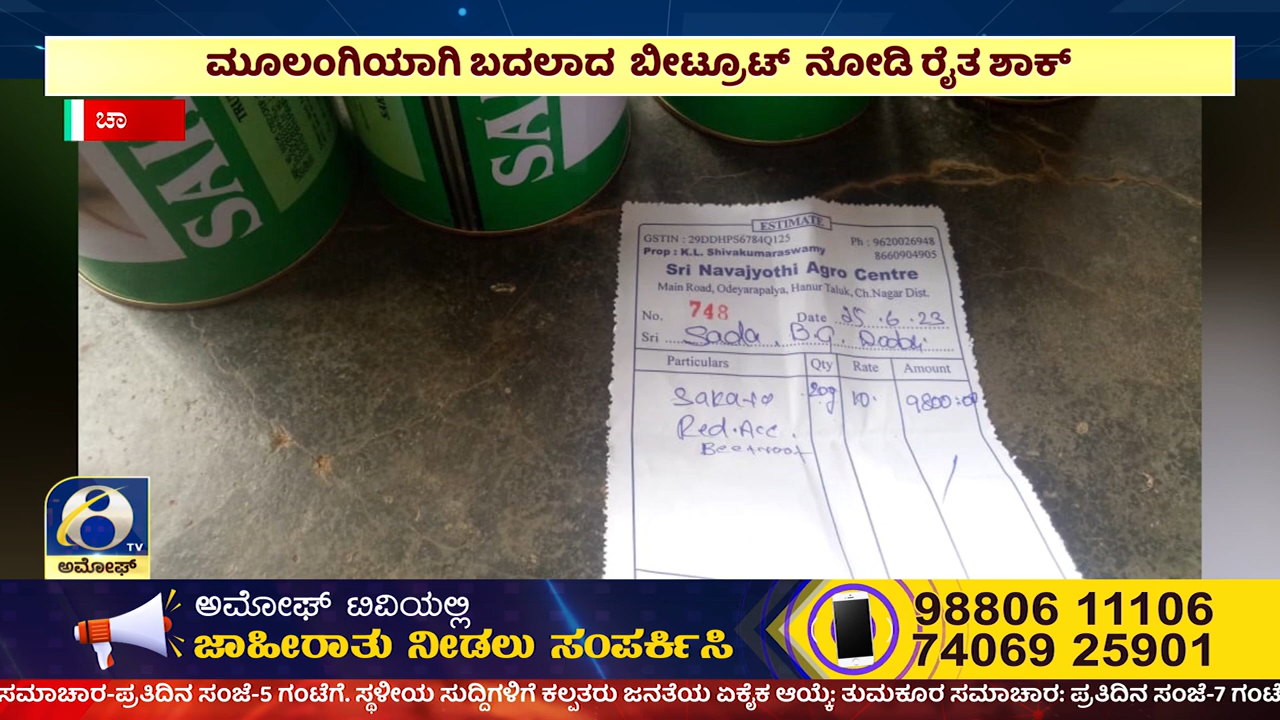 ಮೂಲಂಗಿಯಾಗಿ ಬದಲಾದ ಬೀಟ್ರೂಟ್ ನೋಡಿ ರೈತ ಶಾಕ್
ಚಾ
ESTIMATE
GSTIN : 29DDHPS6784Q125
Ph : 9620026948
Prop : K.L. Shivakumaraswamy
8660904905
Sri Navajyothi Agro Centre
Main Road, Odeyarapalya, Hanur Taluk, Ch.Nagar Dist.
No. 748
Date 25.6.23
Sri Sada. B.G. Doddi
Particulars Qty Rate Amount
Sakata 10. 9800:00
Red.Acc.
Beetroot
TV
ಅಮೋಘ್
ಅಮೋಘ್ ಟಿವಿಯಲ್ಲಿ
ಜಾಹೀರಾತು ನೀಡಲು ಸಂಪರ್ಕಿಸಿ
98806 11106
74069 25901
ಸಮಾಚಾರ-ಪ್ರತಿದಿನ ಸಂಜೆ-5 ಗಂಟೆಗೆ. ಸ್ಥಳೀಯ ಸುದ್ದಿಗಳಿಗೆ ಕಲ್ಪತರು ಜನತೆಯ ಏಕೈಕ ಆಯ್ಕೆ: ತುಮಕೂರ ಸಮಾಚಾರ: ಪ್ರತಿದಿನ ಸಂಜೆ-7 ಗಂಟೆ